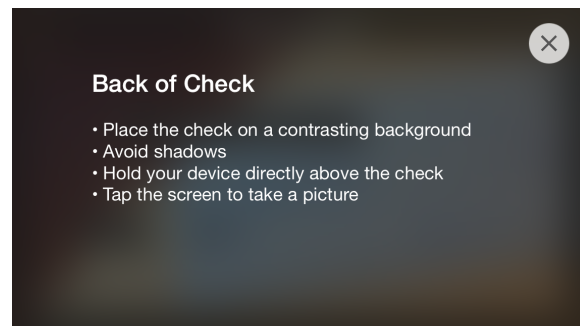 Back of Check
• Place the check on a contrasting background
• Avoid shadows
• Hold your device directly above the check
• Tap the screen to take a picture